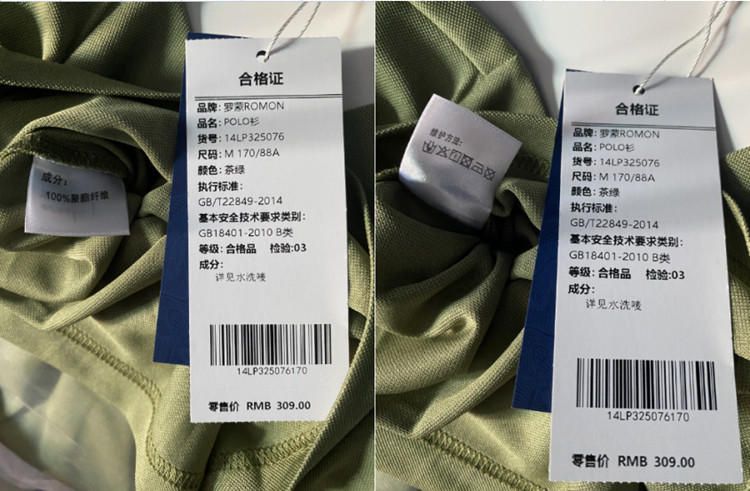 合格证
品牌: 罗蒙ROMON
品名: POLO衫
货号: 14LP325076
尺码: M 170/88A
颜色: 茶绿
执行标准:
GB/T22849-2014
基本安全技术要求类别:
GB18401-2010 B类
等级: 合格品 检验:03
成分:
详见水洗唛
14LP325076170
零售价 RMB 309.00
成分:
100%聚酯纤维
合格证
品牌: 罗蒙ROMON
品名: POLO衫
货号: 14LP325076
尺码: M 170/88A
颜色: 茶绿
执行标准:
GB/T22849-2014
基本安全技术要求类别:
GB18401-2010 B类
等级: 合格品 检验:03
成分:
详见水洗唛
14LP325076170
零售价 RMB 309.00
维护方法: